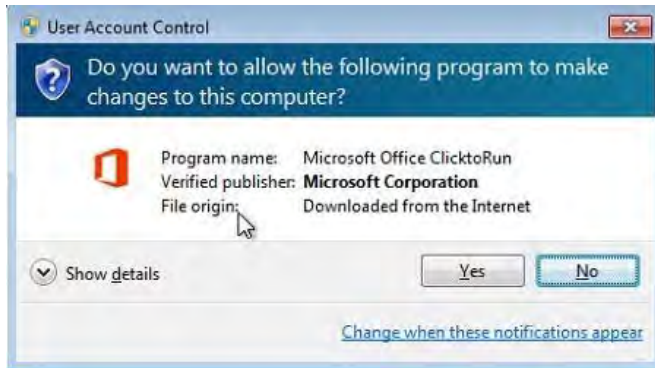 User Account Control
Do you want to allow the following program to make
changes to this computer?
Program name: Microsoft Office ClicktoRun
Verified publisher: Microsoft Corporation
File origin: Downloaded from the Internet
Show details
Yes
No
Change when these notifications appear